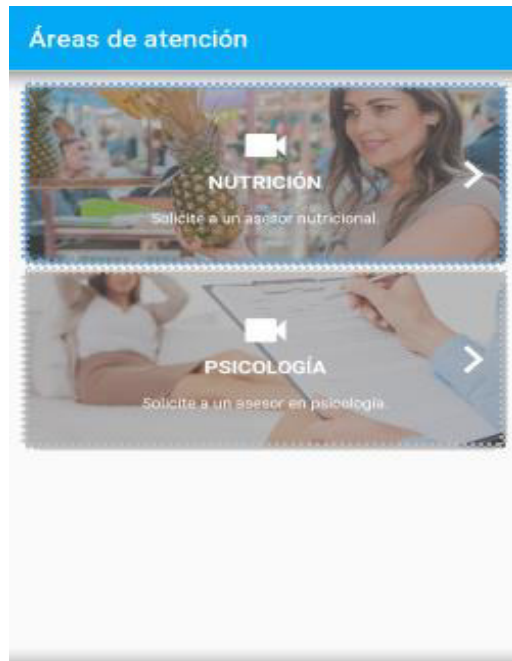 Áreas de atención
NUTRICIÓN
Solicite a un asesor nutricional.
PSICOLOGÍA
Solicite a un asesor en psicología.